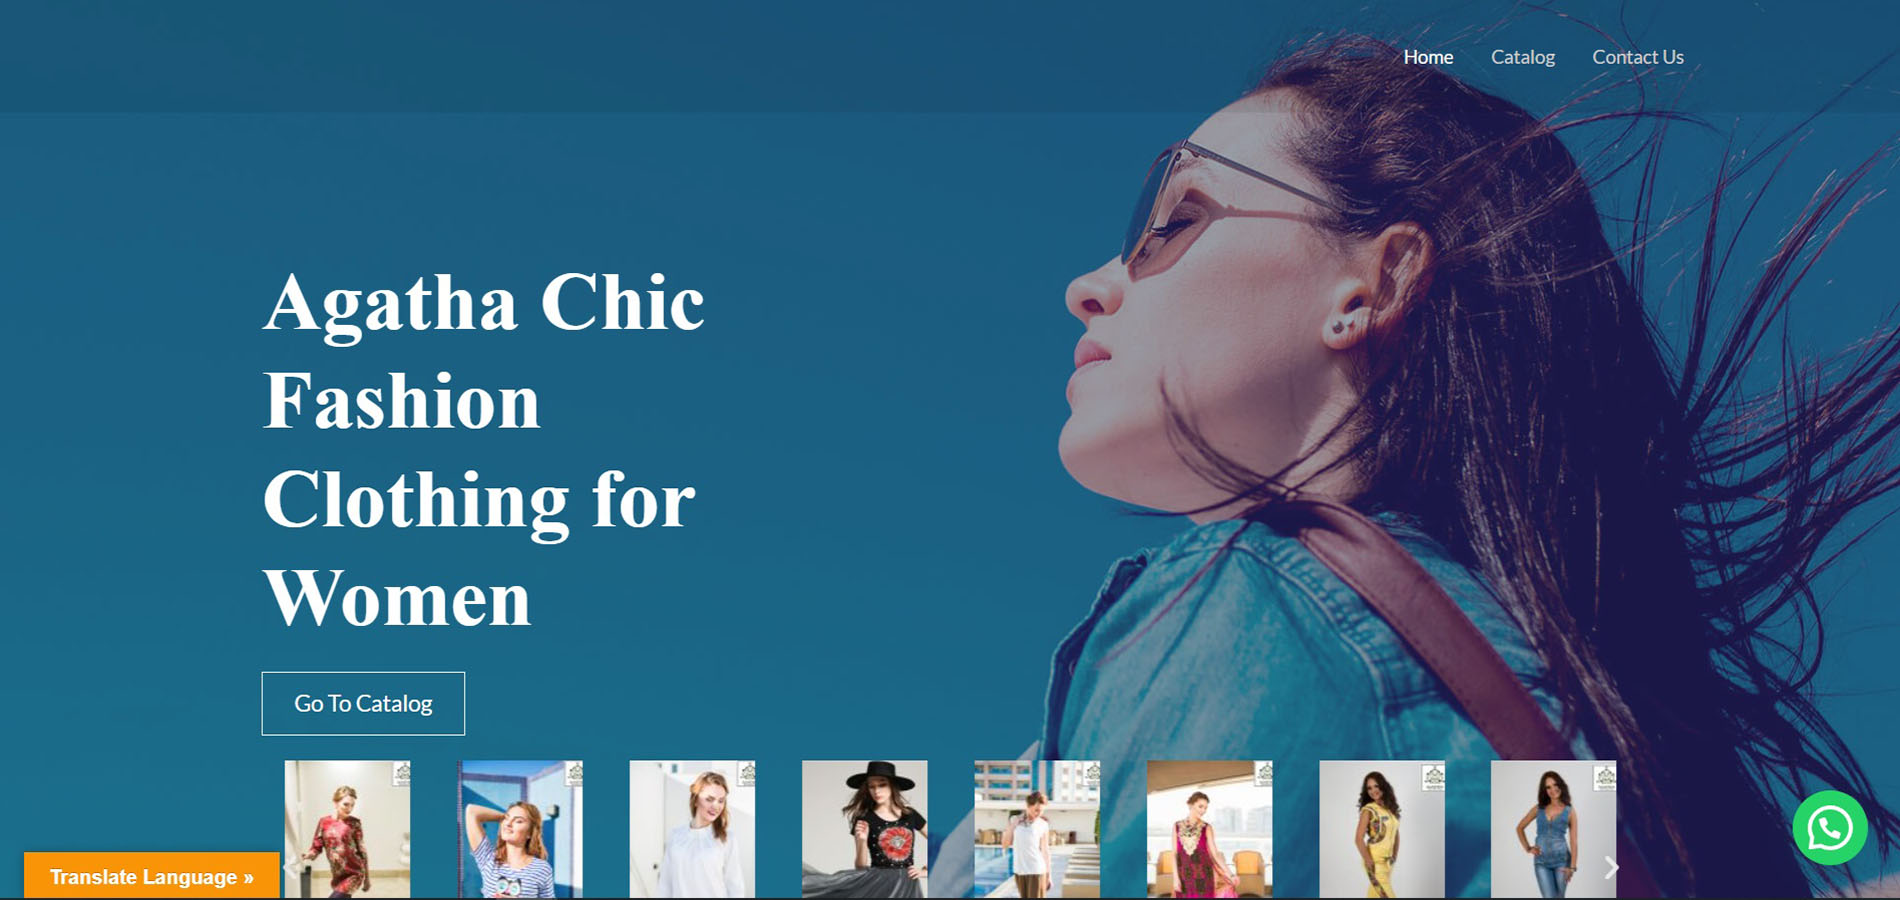 Home Catalog Contact Us
Agatha Chic
Fashion
Clothing for
Women
Go To Catalog
Translate Language »